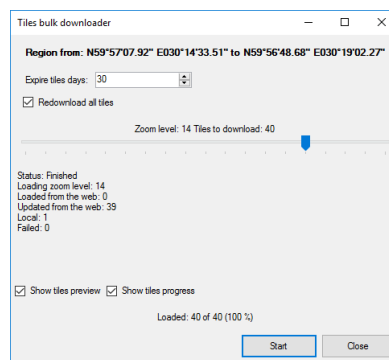 Tiles bulk downloader
Region from: N59°57'07.92" E030°14'33.51" to N59°56'48.68" E030°19'02.27"
Expire tiles days: 30
Redownload all tiles
Zoom level: 14 Tiles to download: 40
Status: Finished
Loading zoom level: 14
Loaded from the web: 0
Updated from the web: 39
Local: 1
Failed: 0
Show tiles preview Show tiles progress
Loaded: 40 of 40 (100 %)
Start Close